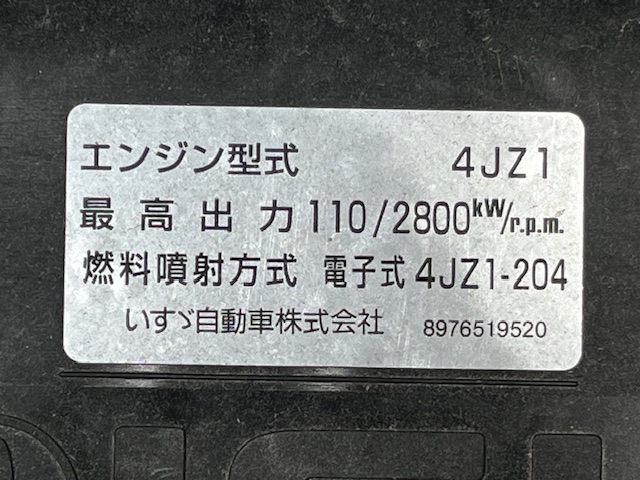 エンジン型式 4JZ1
最高出力 110/2800kW/r.p.m.
燃料噴射方式 電子式 4JZ1-204
いすゞ自動車株式会社 8976519520